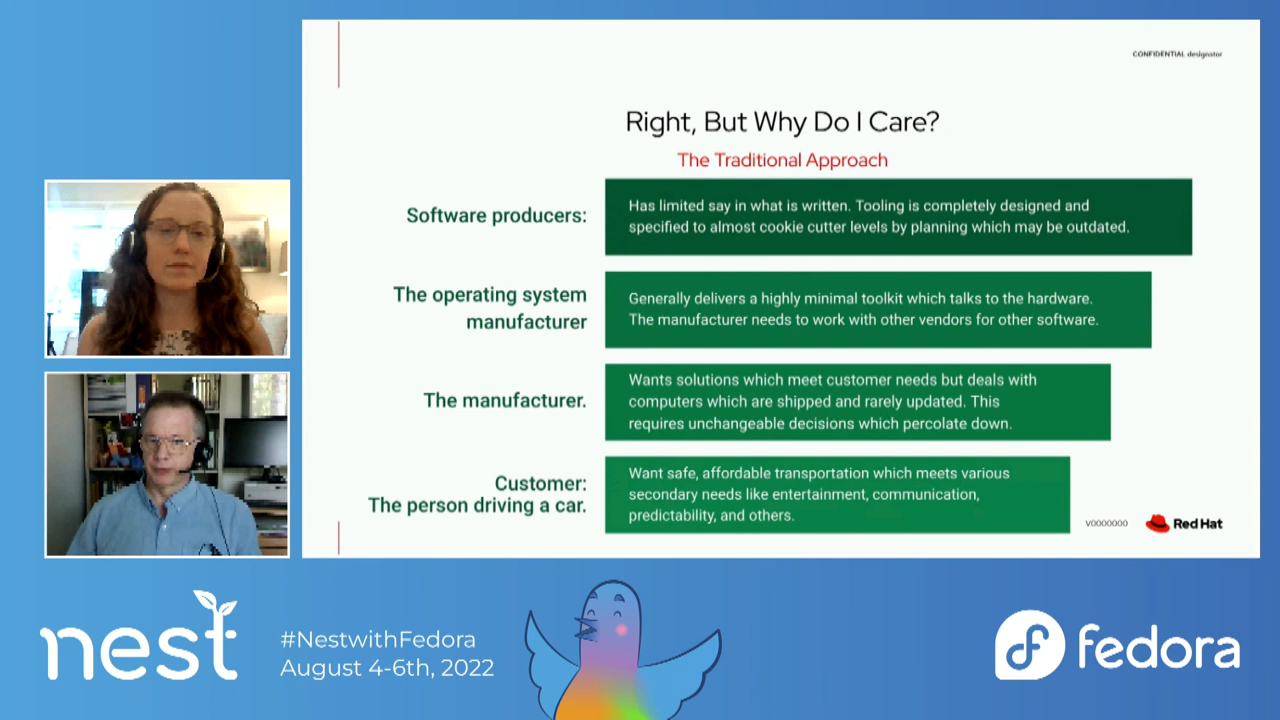 CONFIDENTIAL designator
Right, But Why Do I Care?
The Traditional Approach
Software producers:
Has limited say in what is written. Tooling is completely designed and
specified to almost cookie cutter levels by planning which may be outdated.
The operating system
manufacturer
Generally delivers a highly minimal toolkit which talks to the hardware.
The manufacturer needs to work with other vendors for other software.
The manufacturer.
Wants solutions which meet customer needs but deals with
computers which are shipped and rarely updated. This
requires unchangeable decisions which percolate down.
Customer:
The person driving a car.
Want safe, affordable transportation which meets various
secondary needs like entertainment, communication,
predictability, and others.
V0000000
Red Hat
nest
#NestwithFedora
August 4-6th, 2022
fedora